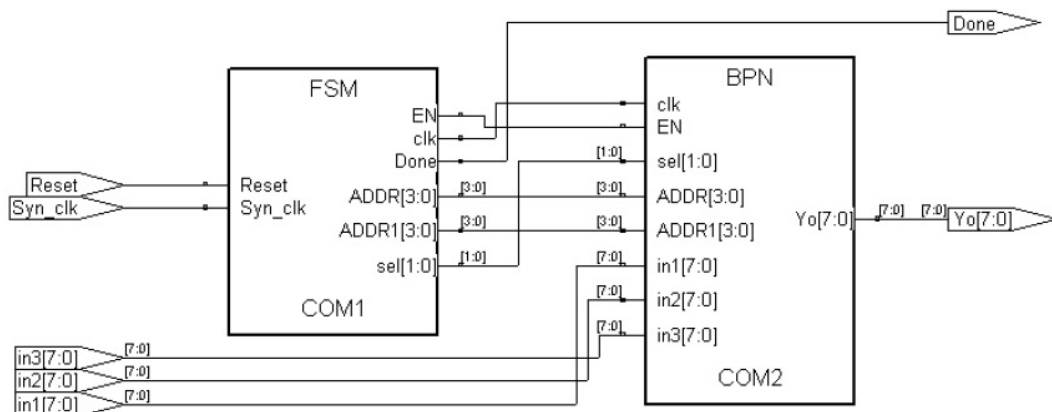 Done
FSM
BPN
EN
clk
Done
ADDR[3:0]
ADDR1[3:0]
sel[1:0]
Reset
Syn_clk
COM1
Reset
Syn_clk
[3:0]
[3:0]
[1:0]
[1:0]
[3:0]
[3:0]
[7:0]
[7:0]
[7:0]
clk
EN
sel[1:0]
ADDR[3:0]
ADDR1[3:0]
in1[7:0]
in2[7:0]
in3[7:0]
Yo[7:0]
COM2
[7:0]
[7:0]
Yo[7:0]
in3[7:0]
[7:0]
in2[7:0]
[7:0]
in1[7:0]
[7:0]